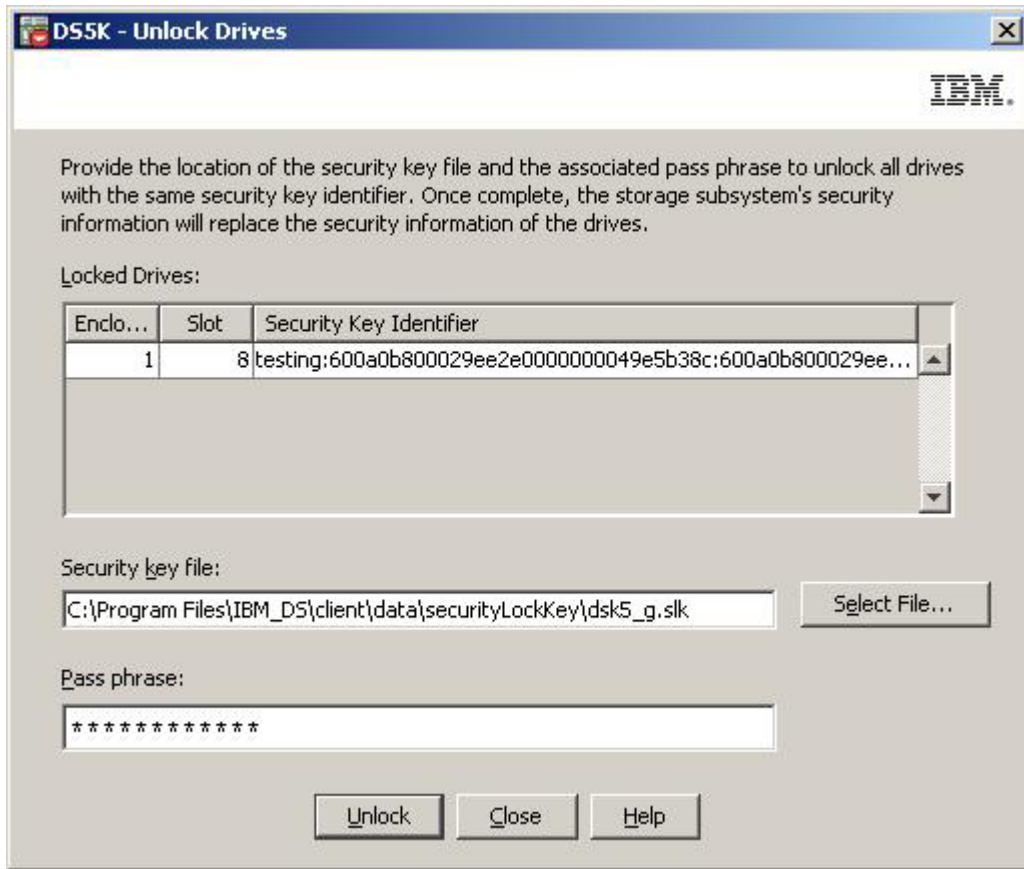 DS5K - Unlock Drives
IBM.
Provide the location of the security key file and the associated pass phrase to unlock all drives
with the same security key identifier. Once complete, the storage subsystem's security
information will replace the security information of the drives.
Locked Drives:
Enclo... Slot Security Key Identifier
1 8 testing:600a0b800029ee2e0000000049e5b38c:600a0b800029ee...
Security key file:
C:\Program Files\IBM_DS\client\data\securityLockKey\dsk5_g.slk Select File...
Pass phrase:
************
Unlock Close Help